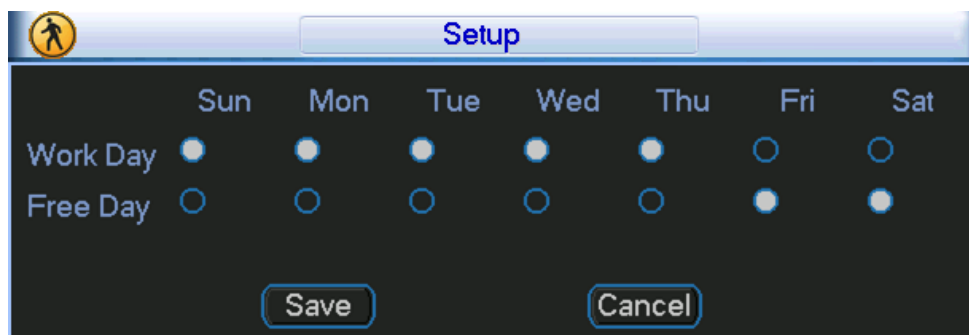 Setup
Sun Mon Tue Wed Thu Fri Sat
Work Day
Free Day
Save Cancel